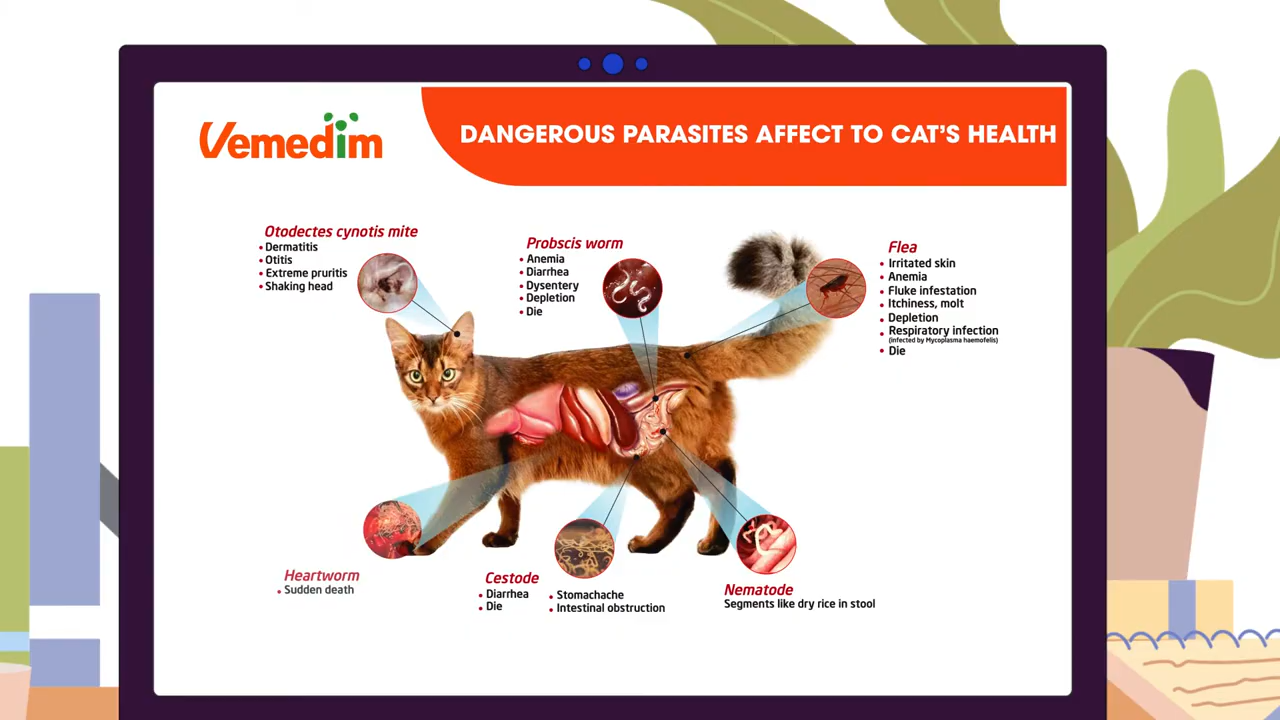 Vemedim
DANGEROUS PARASITES AFFECT TO CAT'S HEALTH
Otodectes cynotis mite
• Dermatitis
• Otitis
• Extreme pruritis
• Shaking head
Probscis worm
• Anemia
• Diarrhea
• Dysentery
• Depletion
• Die
Flea
• Irritated skin
• Anemia
• Fluke infestation
• Itchiness, molt
• Depletion
• Respiratory infection
(infected by Mycoplasma haemofelis)
• Die
Heartworm
• Sudden death
Cestode
• Diarrhea
• Die
• Stomachache
• Intestinal obstruction
Nematode
Segments like dry rice in stool